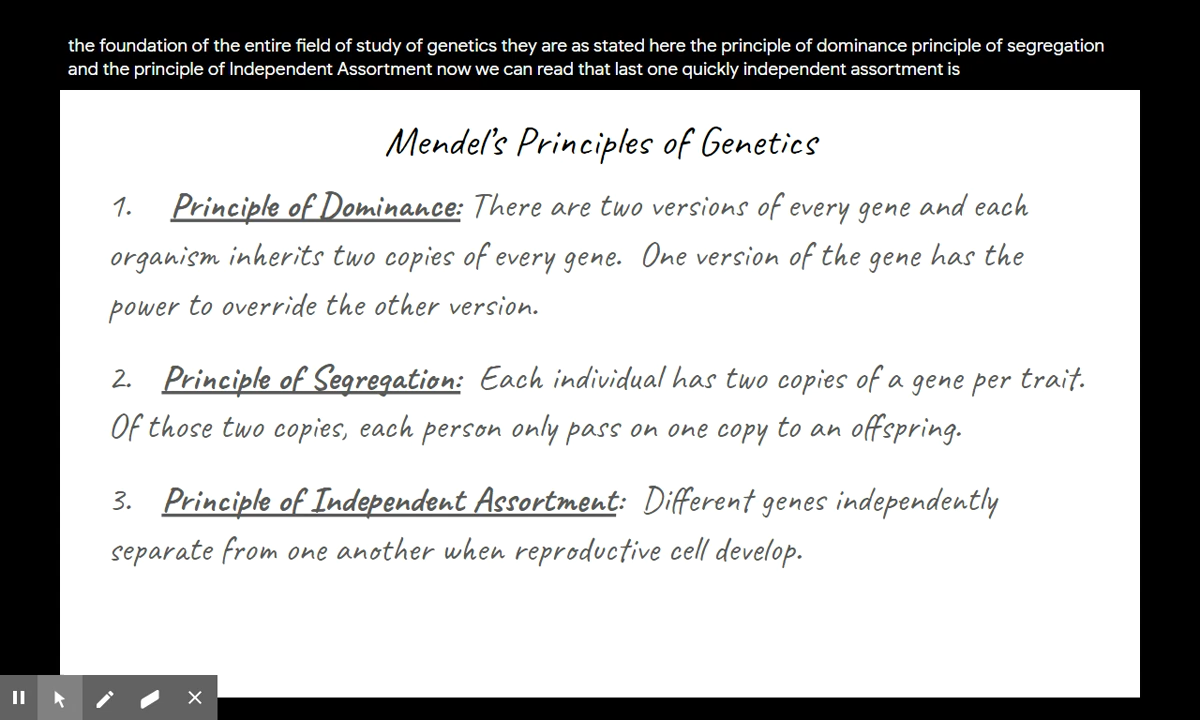 the foundation of the entire field of study of genetics they are as stated here the principle of dominance principle of segregation
and the principle of Independent Assortment now we can read that last one quickly independent assortment is
Mendel's Principles of Genetics
1. Principle of Dominance: There are two versions of every gene and each
organism inherits two copies of every gene. One version of the gene has the
power to override the other version.
2. Principle of Segregation: Each individual has two copies of a gene per trait.
Of those two copies, each person only pass on one copy to an offspring.
3. Principle of Independent Assortment: Different genes independently
separate from one another when reproductive cell develop.